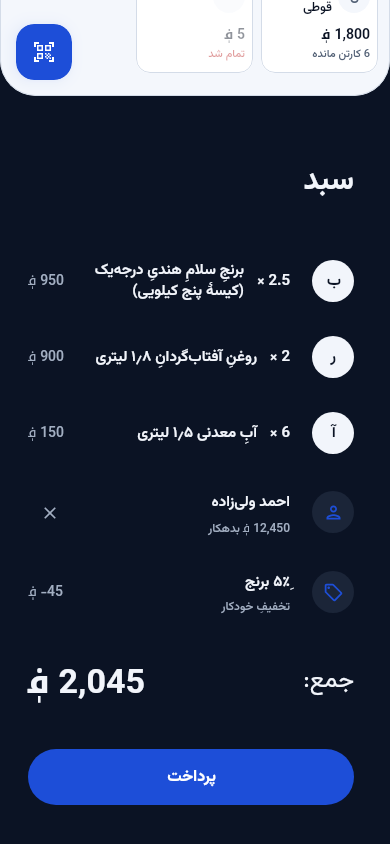 قوطی
1,800 ؋
6 کارتن مانده
5 ؋
تمام شد
سبد
ب
2.5 × برنجِ سلامِ هندیِ درجه‌یک
(کیسهٔ پنج کیلویی)
950 ؋
ر
2 × روغنِ آفتاب‌گردانِ ۱٫۸ لیتری
900 ؋
آ
6 × آبِ معدنی ۱٫۵ لیتری
150 ؋
احمد ولی‌زاده
12,450 ؋ بدهکار
۵٪ِ برنج
تخفیفِ خودکار
-45 ؋
جمع:
2,045 ؋
پرداخت